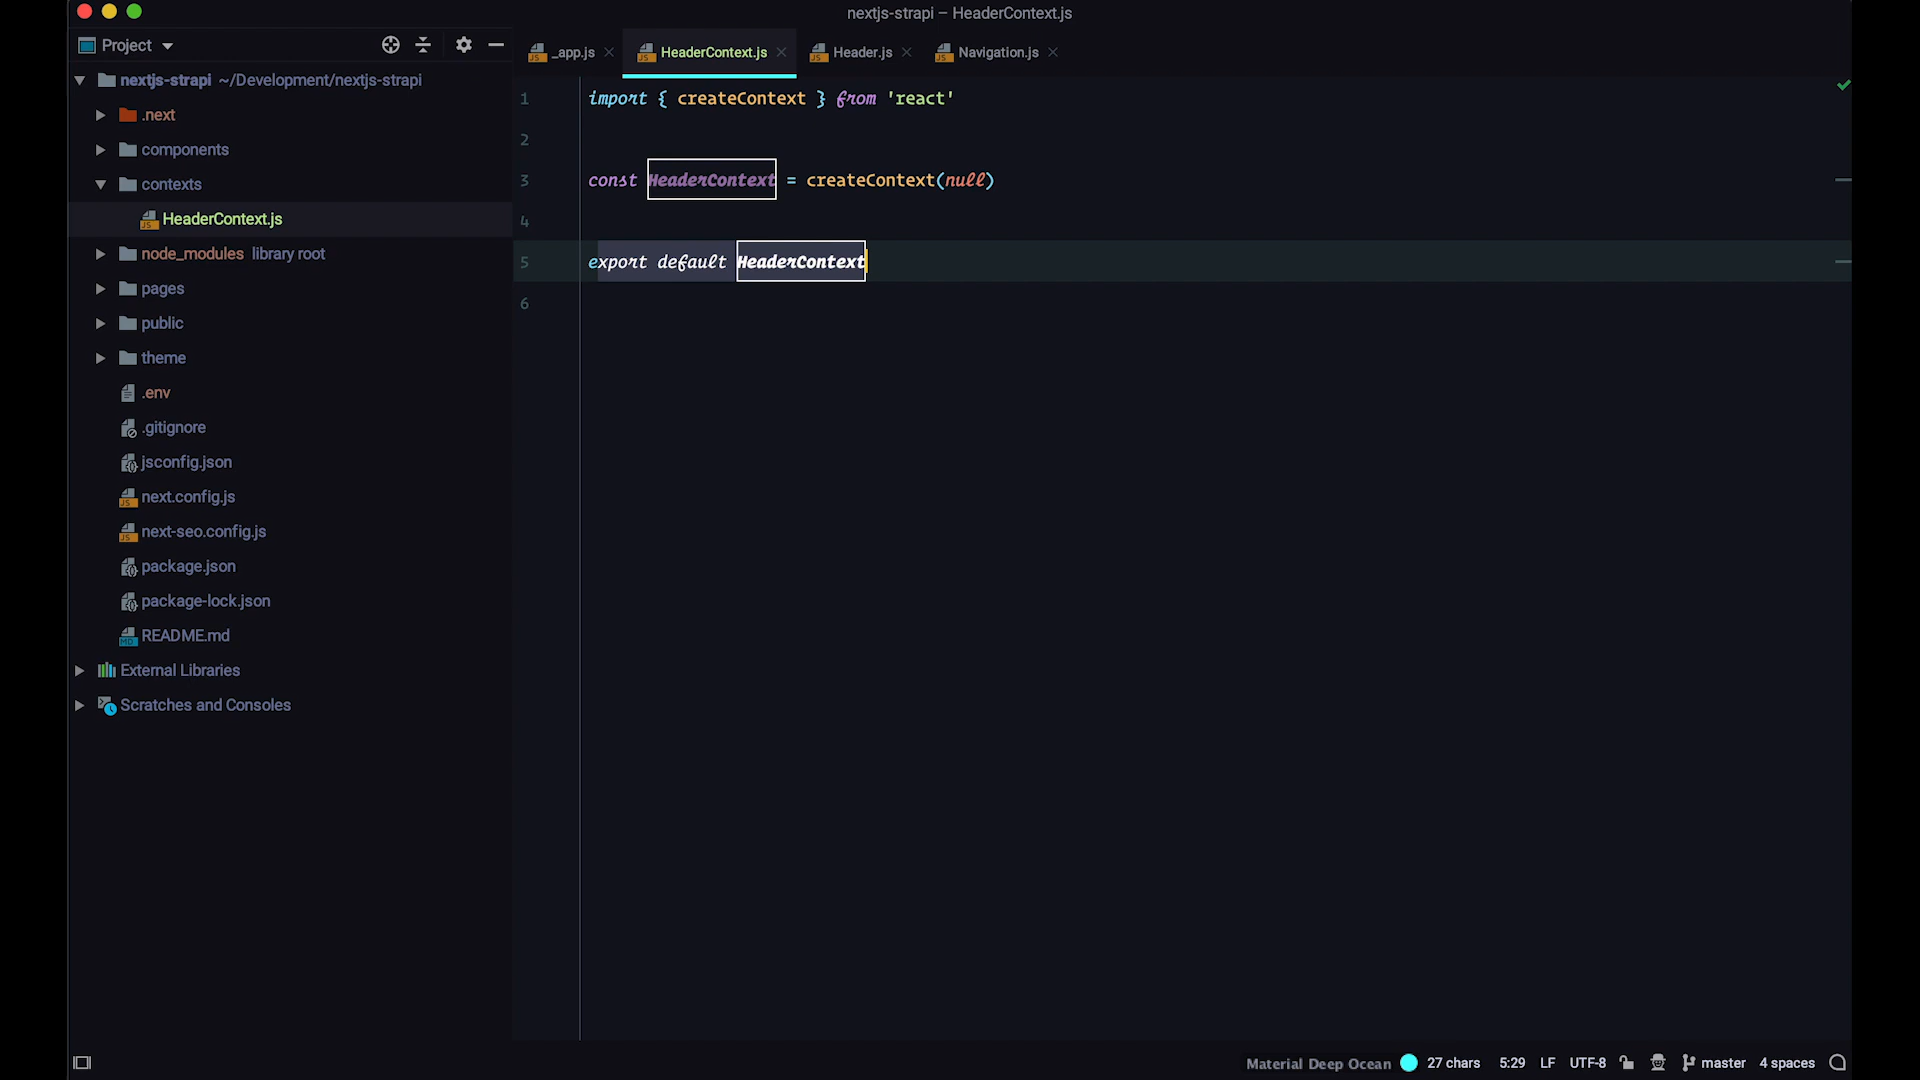 nextjs-strapi – HeaderContext.js
Project
_app.js
HeaderContext.js
Header.js
Navigation.js
nextjs-strapi ~/Development/nextjs-strapi
.next
components
contexts
HeaderContext.js
node_modules library root
pages
public
theme
.env
.gitignore
jsconfig.json
next.config.js
next-seo.config.js
package.json
package-lock.json
README.md
External Libraries
Scratches and Consoles
1 import { createContext } from 'react'
2
3 const HeaderContext = createContext(null)
4
5 export default HeaderContext
6
Material Deep Ocean 27 chars 5:29 LF UTF-8 master 4 spaces